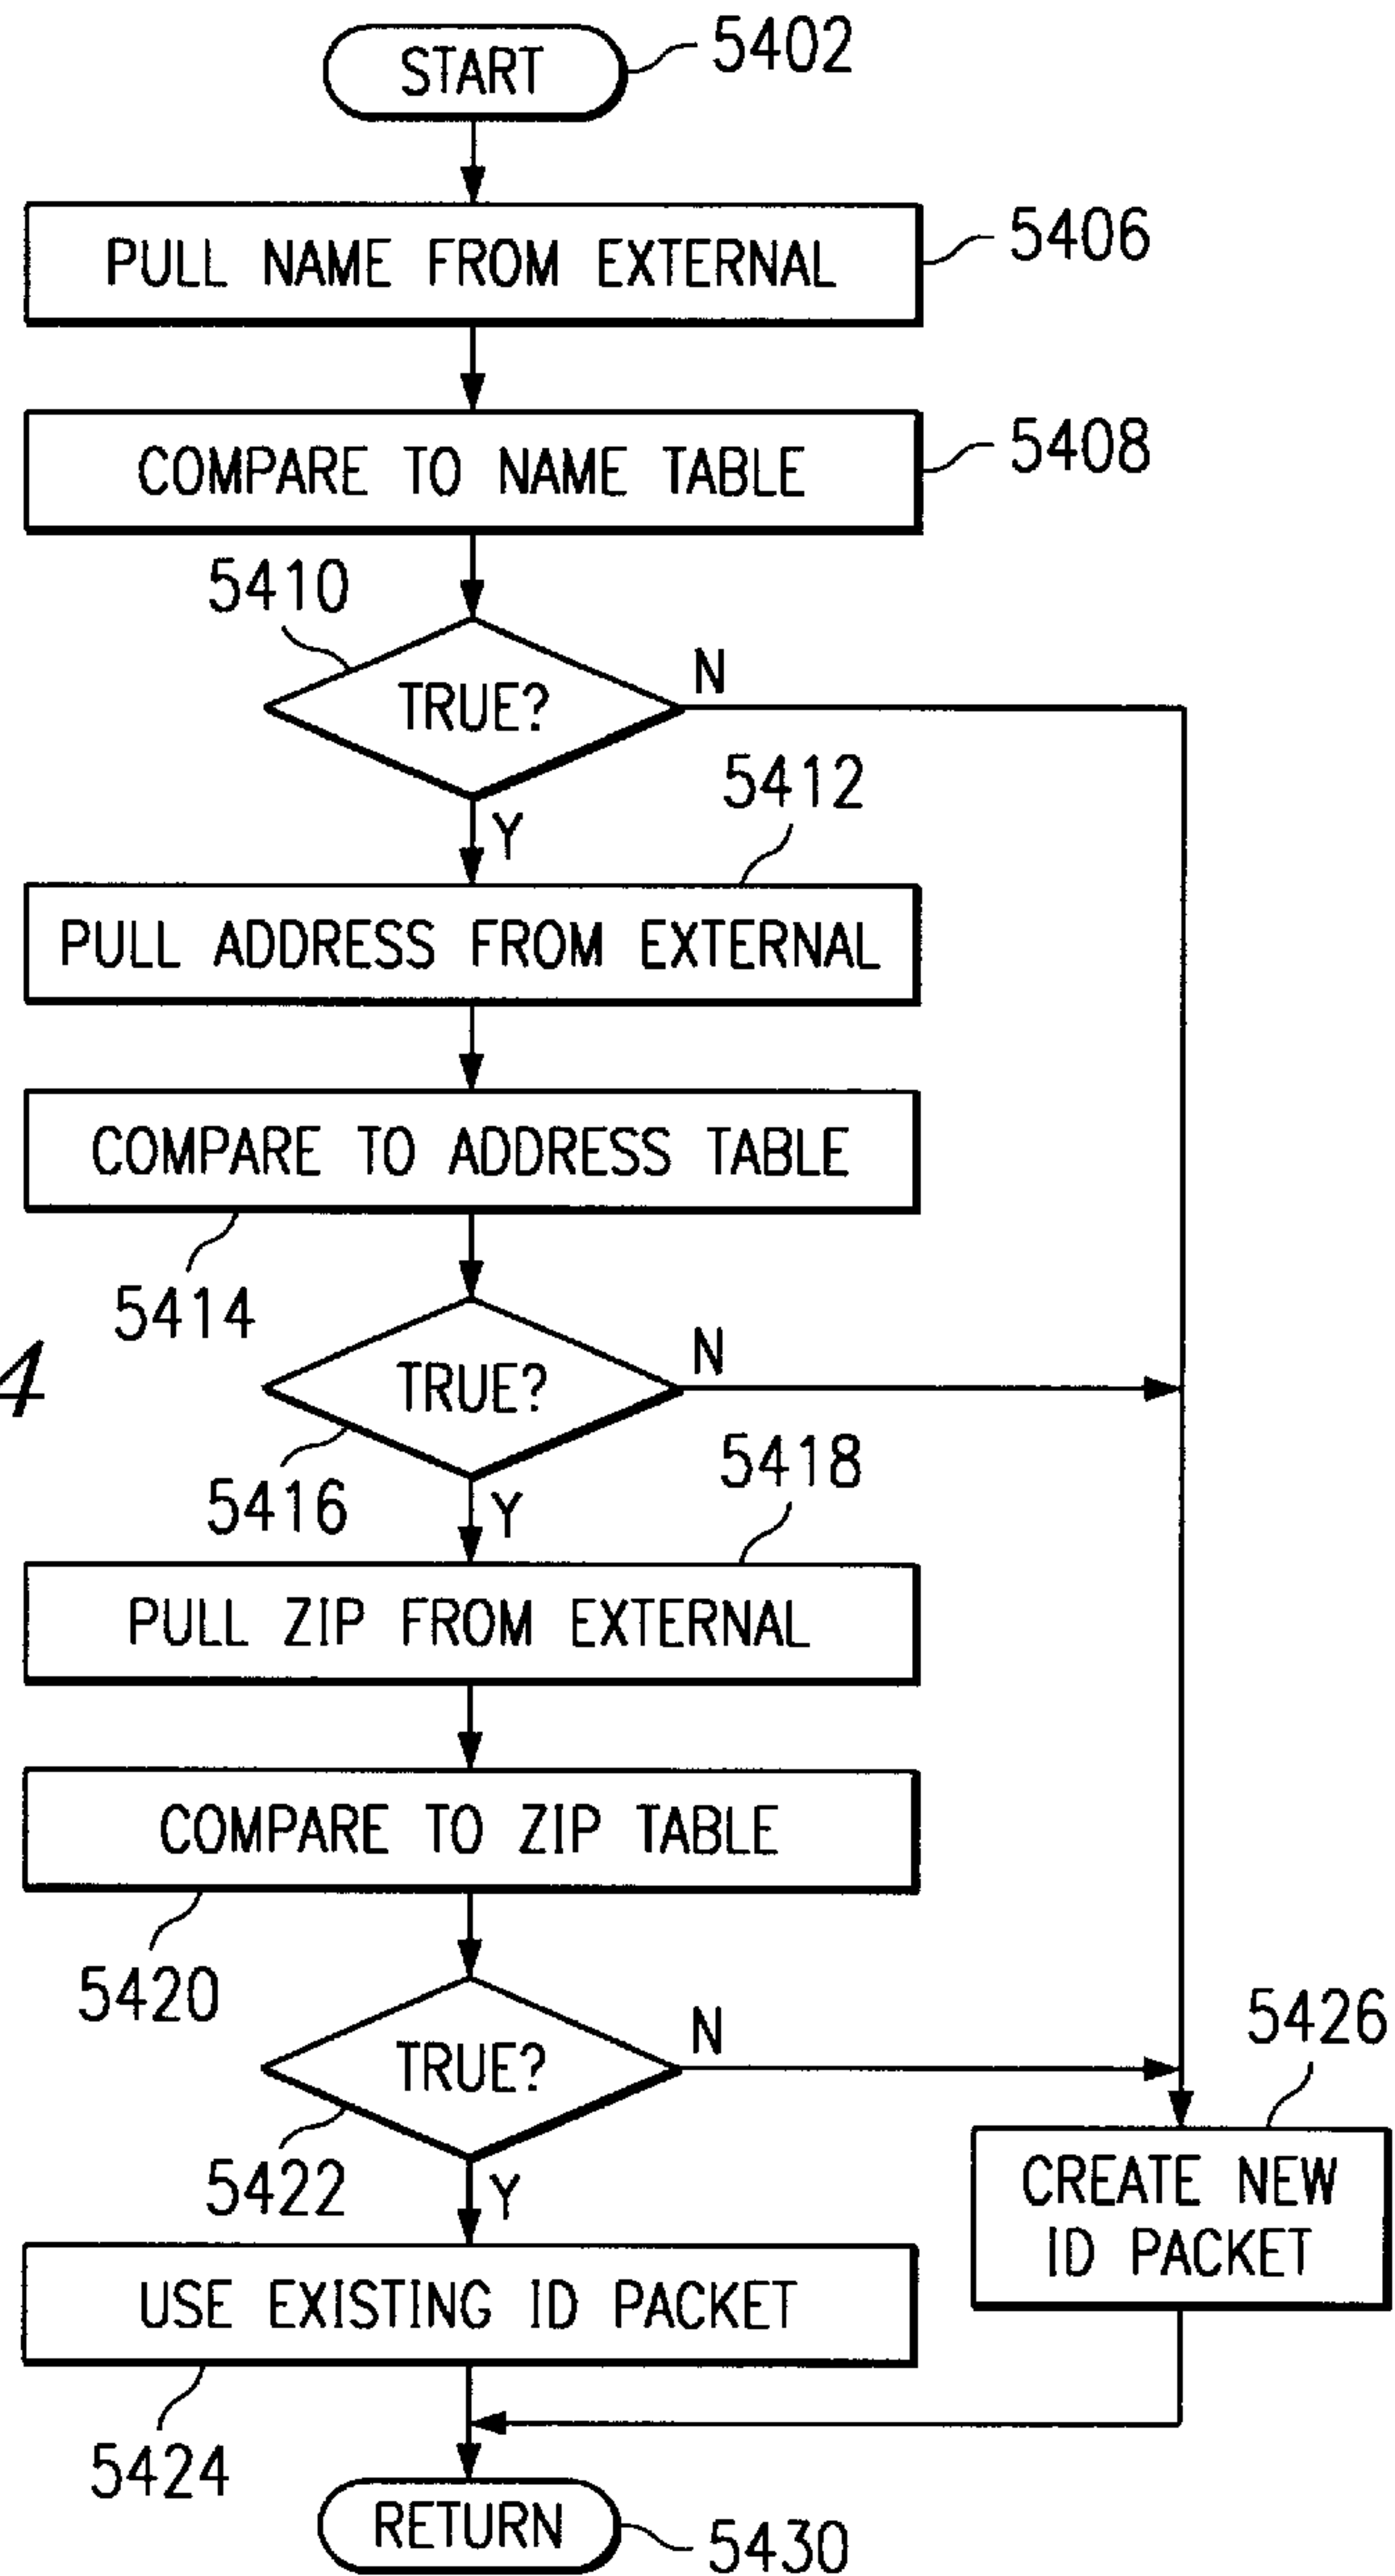 START
5402
PULL NAME FROM EXTERNAL
5406
COMPARE TO NAME TABLE
5408
5410
TRUE?
N
Y
5412
PULL ADDRESS FROM EXTERNAL
COMPARE TO ADDRESS TABLE
5414
4
TRUE?
N
5416
Y
5418
PULL ZIP FROM EXTERNAL
COMPARE TO ZIP TABLE
5420
TRUE?
N
5422
Y
5426
CREATE NEW
ID PACKET
USE EXISTING ID PACKET
5424
RETURN
5430